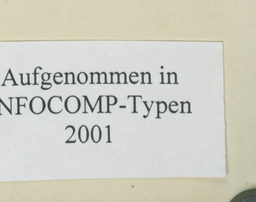 Aufgenommen in
NFOCOMP-Typen
2001